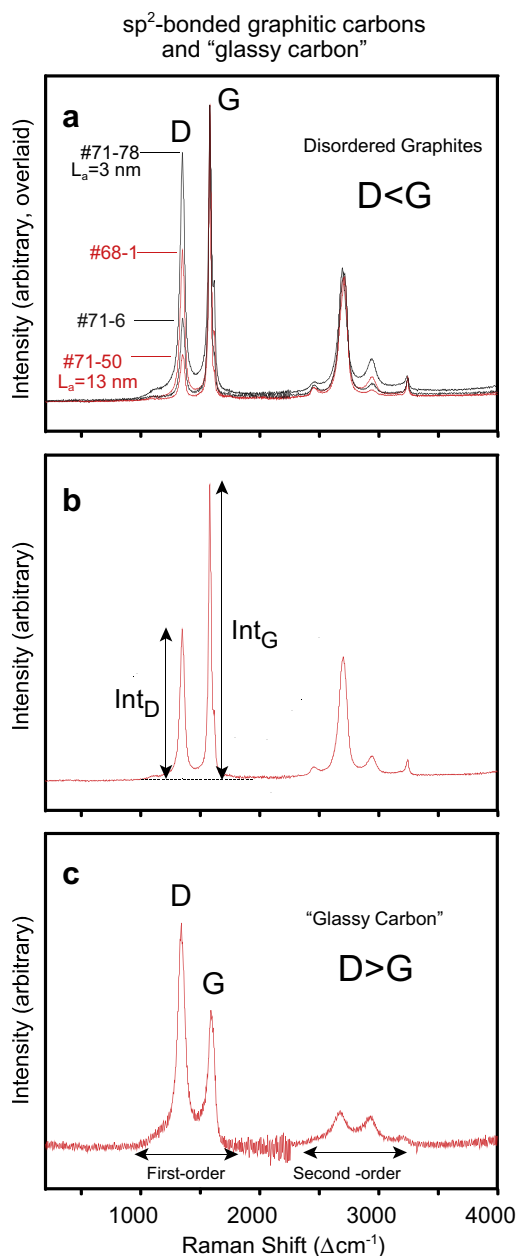 sp²-bonded graphitic carbons
and “glassy carbon”
Intensity (arbitrary, overlaid)
a
D
G
#71-78
Lₐ=3 nm
#68-1
#71-6
#71-50
Lₐ=13 nm
Disordered Graphites
D<G
Intensity (arbitrary)
b
Int_D
Int_G
Intensity (arbitrary)
c
D
G
“Glassy Carbon”
D>G
First-order
Second -order
1000 2000 3000 4000
Raman Shift (Δcm⁻¹)